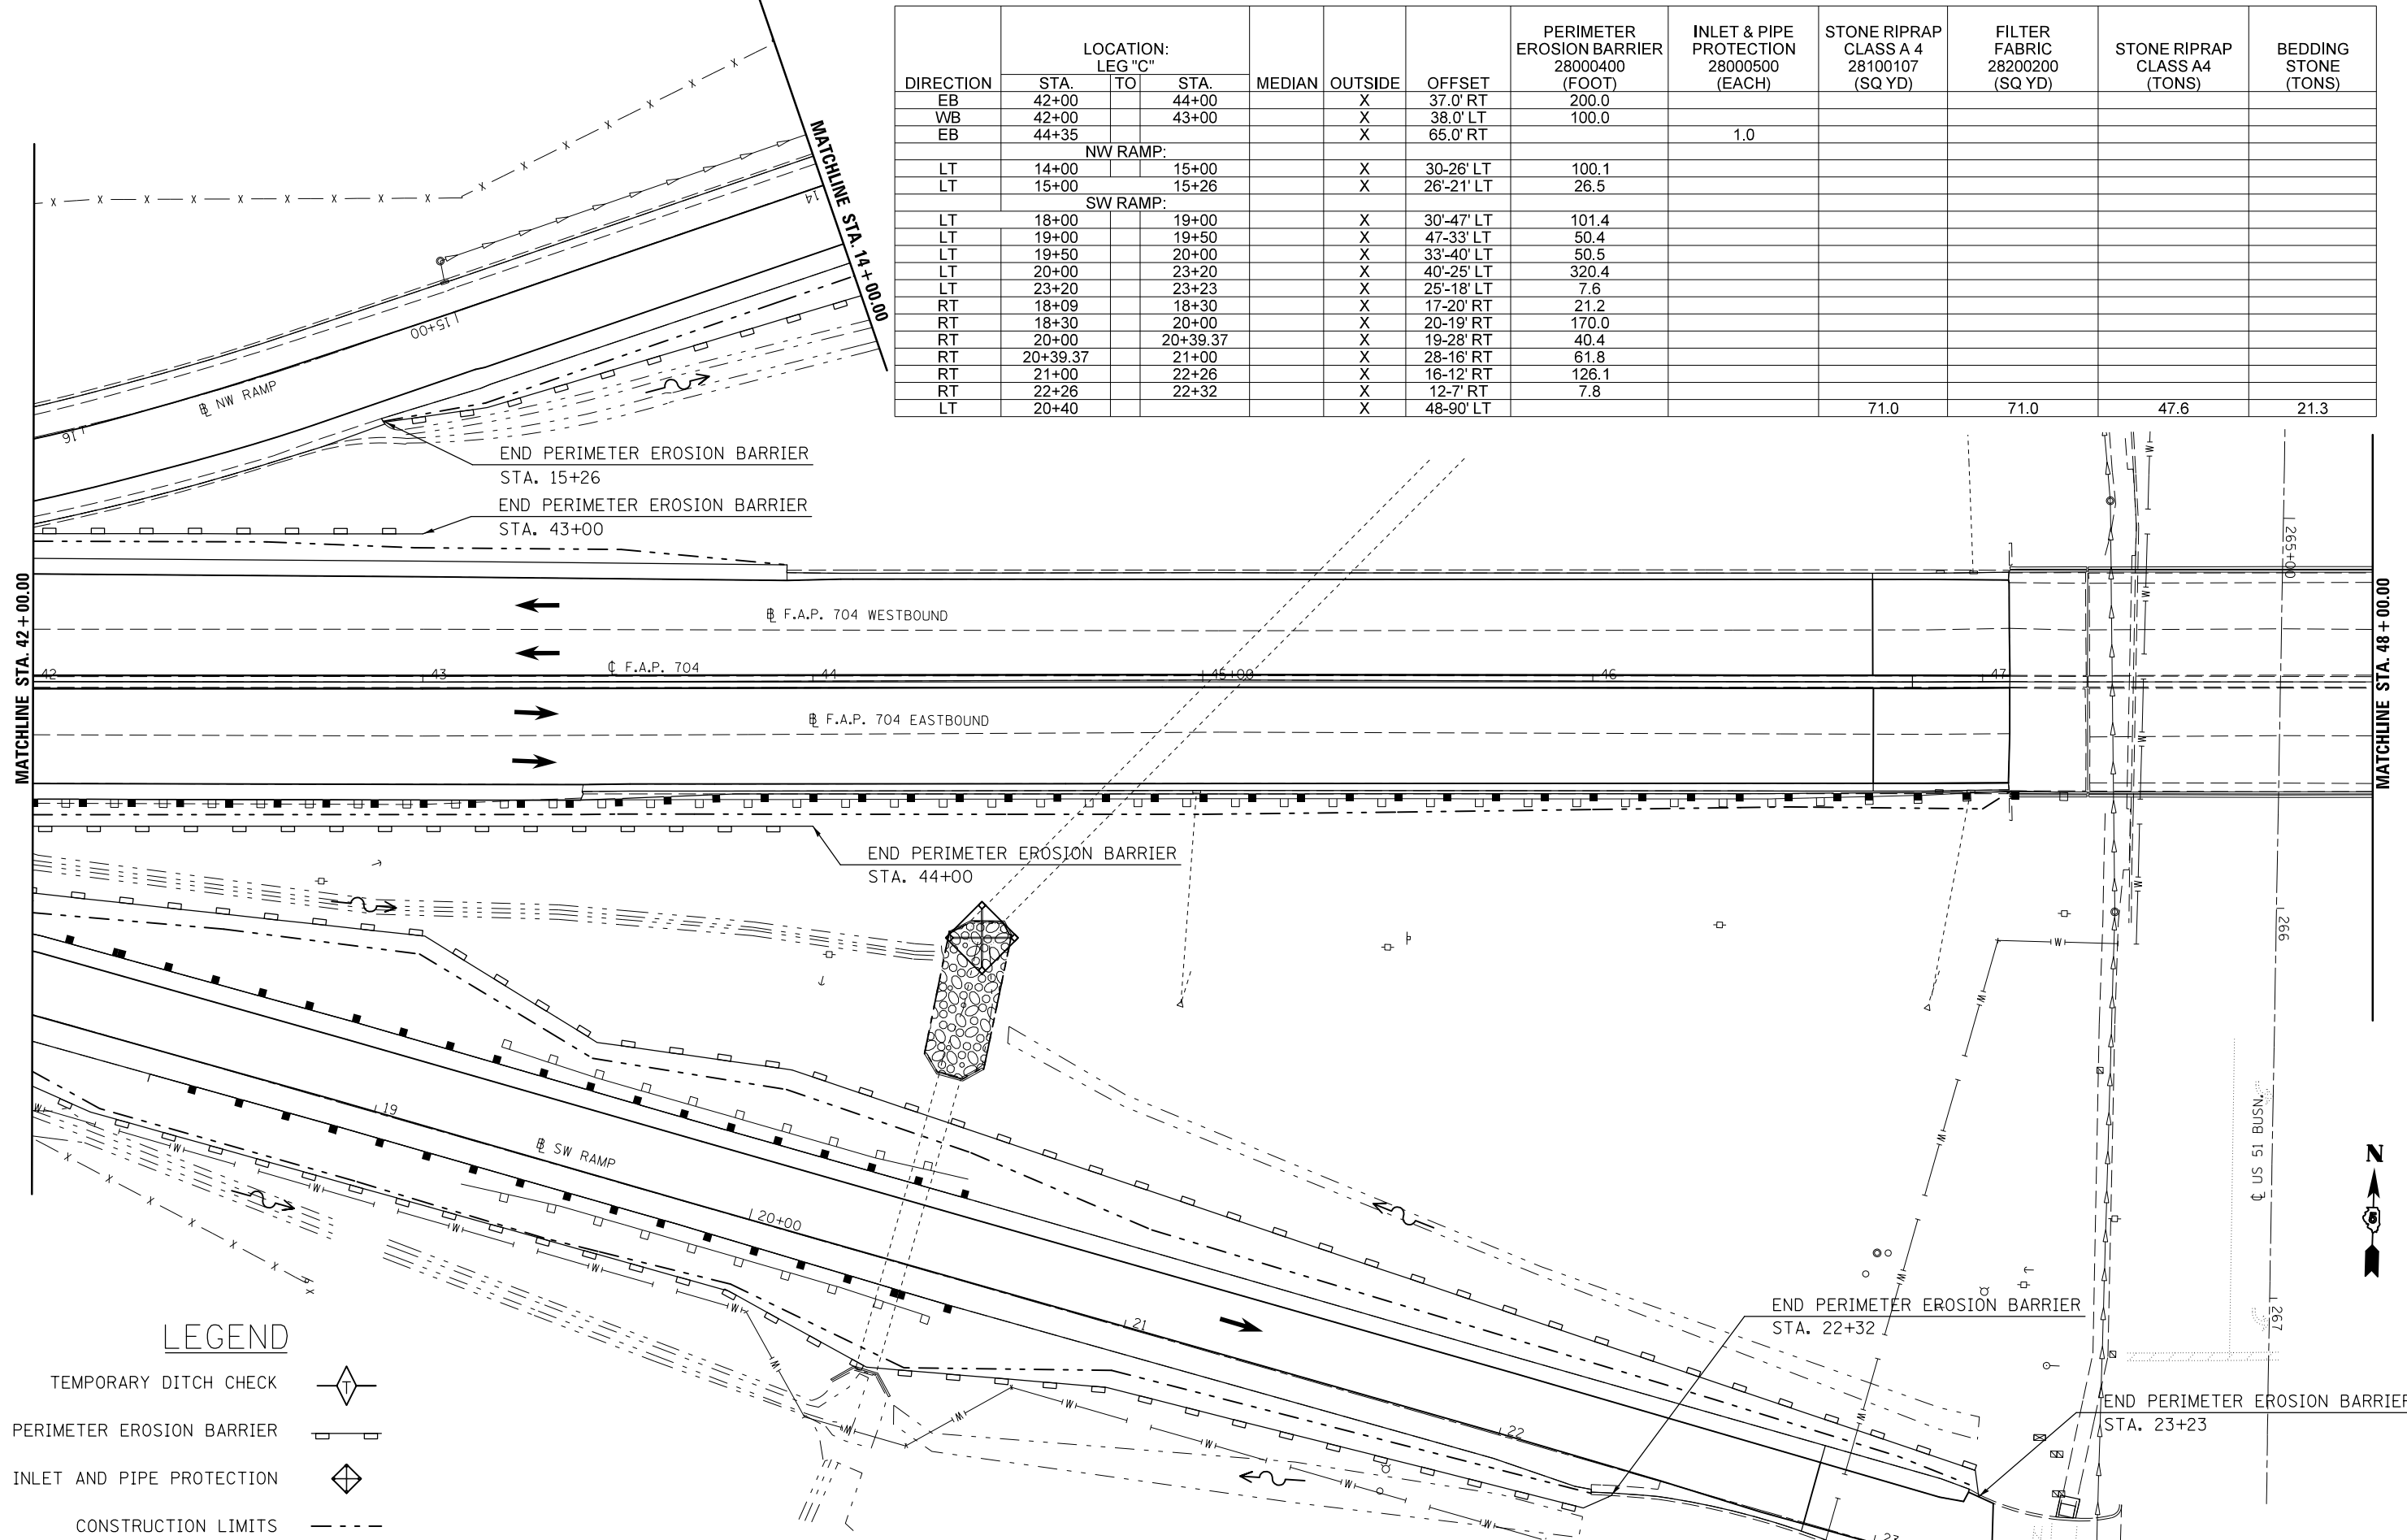 DIRECTION LOCATION: LEG "C" STA. TO STA. MEDIAN OUTSIDE OFFSET PERIMETER EROSION BARRIER 28000400 (FOOT) INLET & PIPE PROTECTION 28000500 (EACH) STONE RIPRAP CLASS A 4 28100107 (SQ YD) FILTER FABRIC 28200200 (SQ YD) STONE RIPRAP CLASS A4 (TONS) BEDDING STONE (TONS)
EB 42+00 44+00 X 37.0' RT 200.0
WB 42+00 43+00 X 38.0' LT 100.0
EB 44+35 X 65.0' RT 1.0
NW RAMP:
LT 14+00 15+00 X 30-26' LT 100.1
LT 15+00 15+26 X 26'-21' LT 26.5
SW RAMP:
LT 18+00 19+00 X 30'-47' LT 101.4
LT 19+00 19+50 X 47-33' LT 50.4
LT 19+50 20+00 X 33'-40' LT 50.5
LT 20+00 23+20 X 40'-25' LT 320.4
LT 23+20 23+23 X 25'-18' LT 7.6
RT 18+09 18+30 X 17-20' RT 21.2
RT 18+30 20+00 X 20-19' RT 170.0
RT 20+00 20+39.37 X 19-28' RT 40.4
RT 20+39.37 21+00 X 28-16' RT 61.8
RT 21+00 22+26 X 16-12' RT 126.1
RT 22+26 22+32 X 12-7' RT 7.8
LT 20+40 X 48-90' LT 71.0 71.0 47.6 21.3
MATCHLINE STA. 14+00.00
14
15+00
16
NW RAMP
END PERIMETER EROSION BARRIER
STA. 15+26
END PERIMETER EROSION BARRIER
STA. 43+00
MATCHLINE STA. 42+00.00
F.A.P. 704 WESTBOUND
F.A.P. 704
42 43 44 45+00 46 47
F.A.P. 704 EASTBOUND
MATCHLINE STA. 48+00.00
265+00
266
267
END PERIMETER EROSION BARRIER
STA. 44+00
19
SW RAMP
20+00
21
22
23
℄ US 51 BUSN.
N
END PERIMETER EROSION BARRIER
STA. 22+32
END PERIMETER EROSION BARRIER
STA. 23+23
LEGEND
TEMPORARY DITCH CHECK T
PERIMETER EROSION BARRIER
INLET AND PIPE PROTECTION
CONSTRUCTION LIMITS